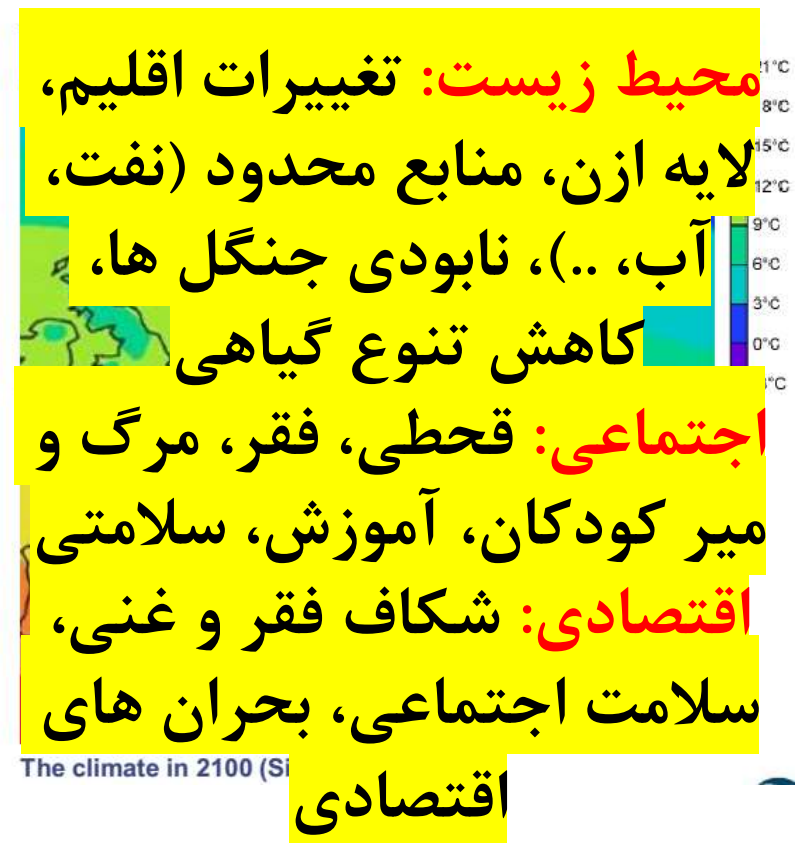 محیط زیست: تغییرات اقلیم،
لایه ازن، منابع محدود (نفت،
آب، ..)، نابودی جنگل ها،
کاهش تنوع گیاهی
اجتماعی: قحطی، فقر، مرگ و
میر کودکان، آموزش، سلامتی
اقتصادی: شکاف فقر و غنی،
سلامت اجتماعی، بحران های
اقتصادی
15°C
12°C
9°C
6°C
3°C
0°C
The climate in 2100